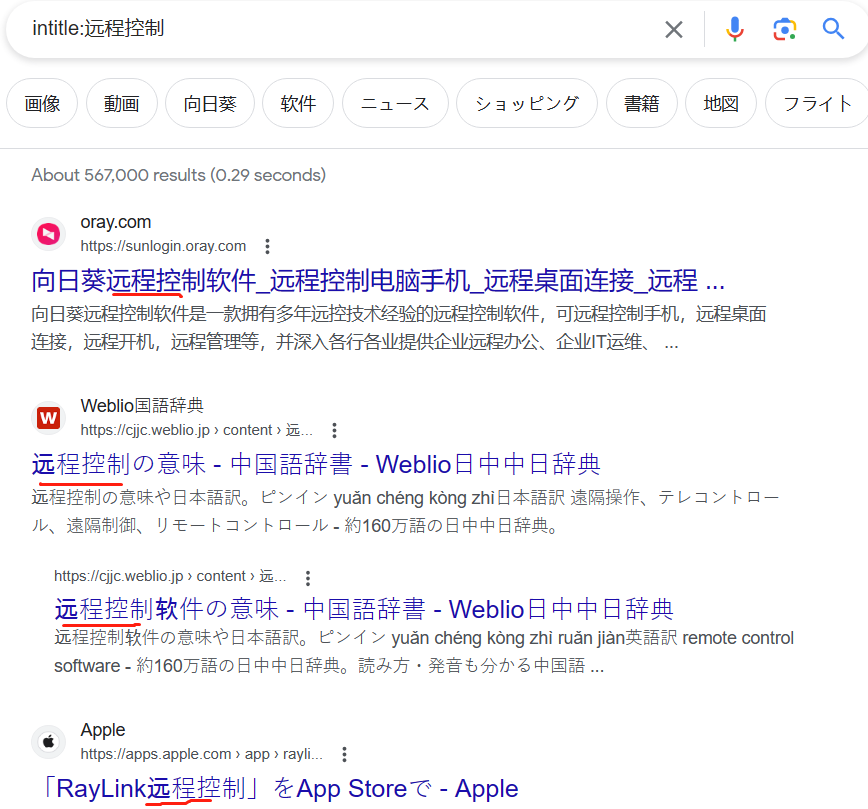 intitle:远程控制
画像 動画 向日葵 软件 ニュース ショッピング 書籍 地図 フライト
About 567,000 results (0.29 seconds)
oray.com
https://sunlogin.oray.com
向日葵远程控制软件_远程控制电脑手机_远程桌面连接_远程 ...
向日葵远程控制软件是一款拥有多年远控技术经验的远程控制软件，可远程控制手机，远程桌面
连接，远程开机，远程管理等，并深入各行各业提供企业远程办公、企业IT运维、 ...
Weblio国語辞典
https://cjjc.weblio.jp › content › 远...
远程控制の意味 - 中国語辞書 - Weblio日中中日辞典
远程控制の意味や日本語訳。ピンイン yuǎn chéng kòng zhì日本語訳 遠隔操作、テレコントロー
ル、遠隔制御、リモートコントロール - 約160万語の日中中日辞典。
https://cjjc.weblio.jp › content › 远...
远程控制软件の意味 - 中国語辞書 - Weblio日中中日辞典
远程控制软件の意味や日本語訳。ピンイン yuǎn chéng kòng zhì ruǎn jiàn英語訳 remote control
software - 約160万語の日中中日辞典。読み方・発音も分かる中国語 ...
Apple
https://apps.apple.com › app › rayli...
「RayLink远程控制」をApp Storeで - Apple